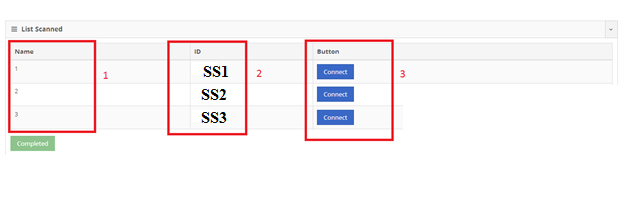 List Scanned
Name ID Button
1 SS1 Connect
1 2 3
2 SS2 Connect
3 SS3 Connect
Completed